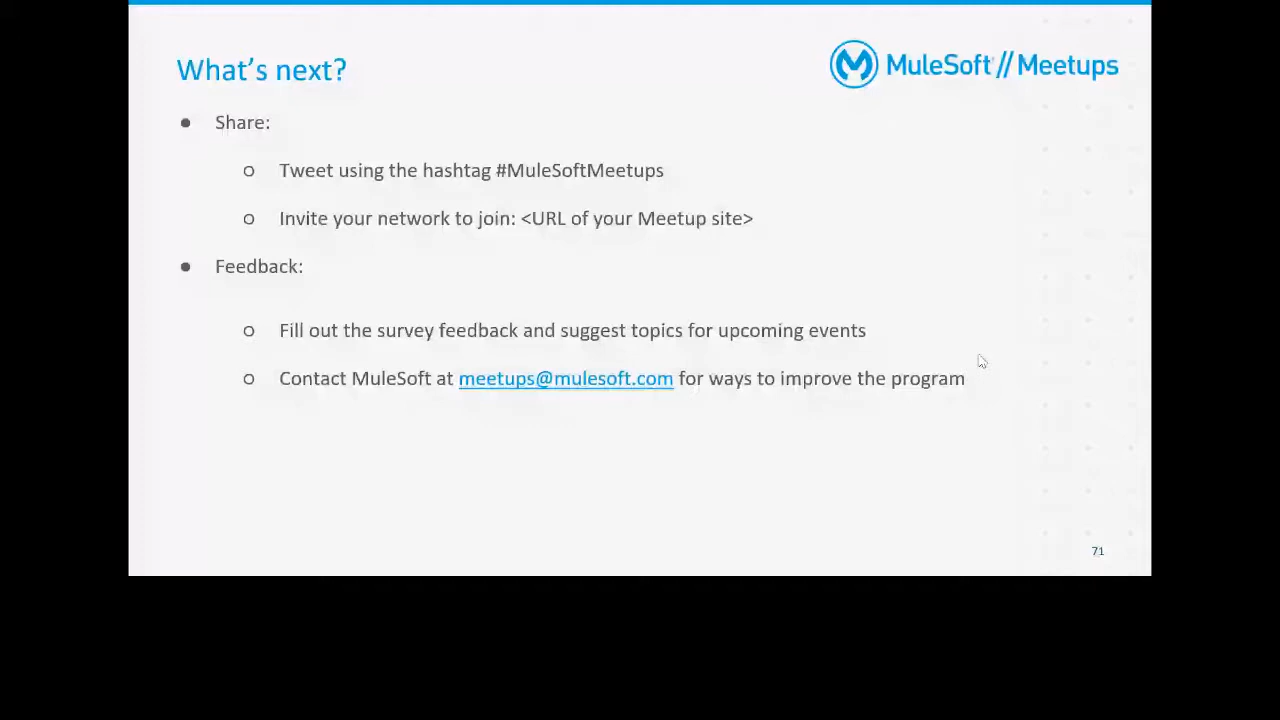 What's next?
MuleSoft // Meetups
● Share:
o Tweet using the hashtag #MuleSoftMeetups
o Invite your network to join: <URL of your Meetup site>
● Feedback:
o Fill out the survey feedback and suggest topics for upcoming events
o Contact MuleSoft at meetups@mulesoft.com for ways to improve the program
71